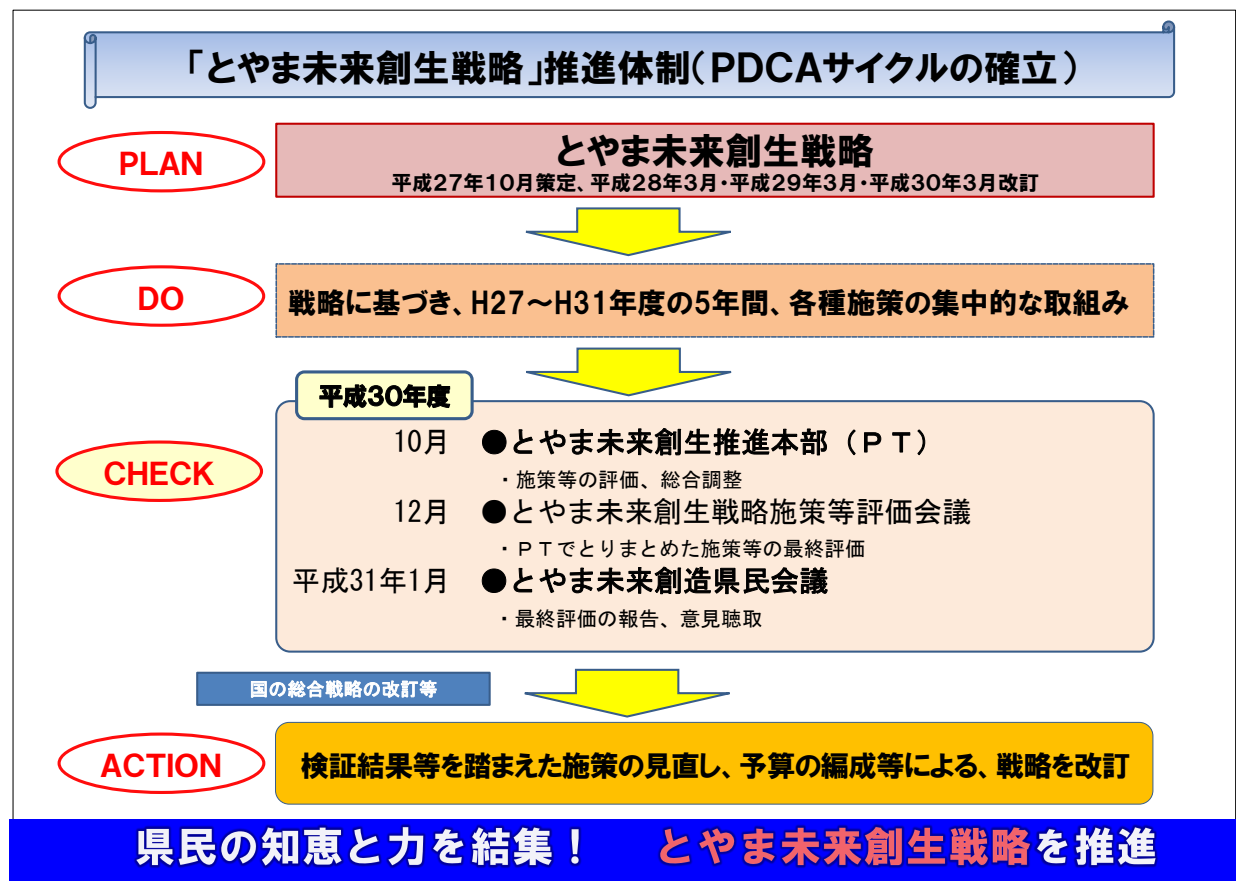 「とやま未来創生戦略」推進体制(PDCAサイクルの確立)
PLAN
とやま未来創生戦略
平成27年10月策定、平成28年3月・平成29年3月・平成30年3月改訂
DO
戦略に基づき、H27～H31年度の5年間、各種施策の集中的な取組み
平成30年度
CHECK
10月 ●とやま未来創生推進本部（ＰＴ）
・施策等の評価、総合調整
12月 ●とやま未来創生戦略施策等評価会議
・ＰＴでとりまとめた施策等の最終評価
平成31年1月 ●とやま未来創造県民会議
・最終評価の報告、意見聴取
国の総合戦略の改訂等
ACTION
検証結果等を踏まえた施策の見直し、予算の編成等による、戦略を改訂
県民の知恵と力を結集！ とやま未来創生戦略を推進